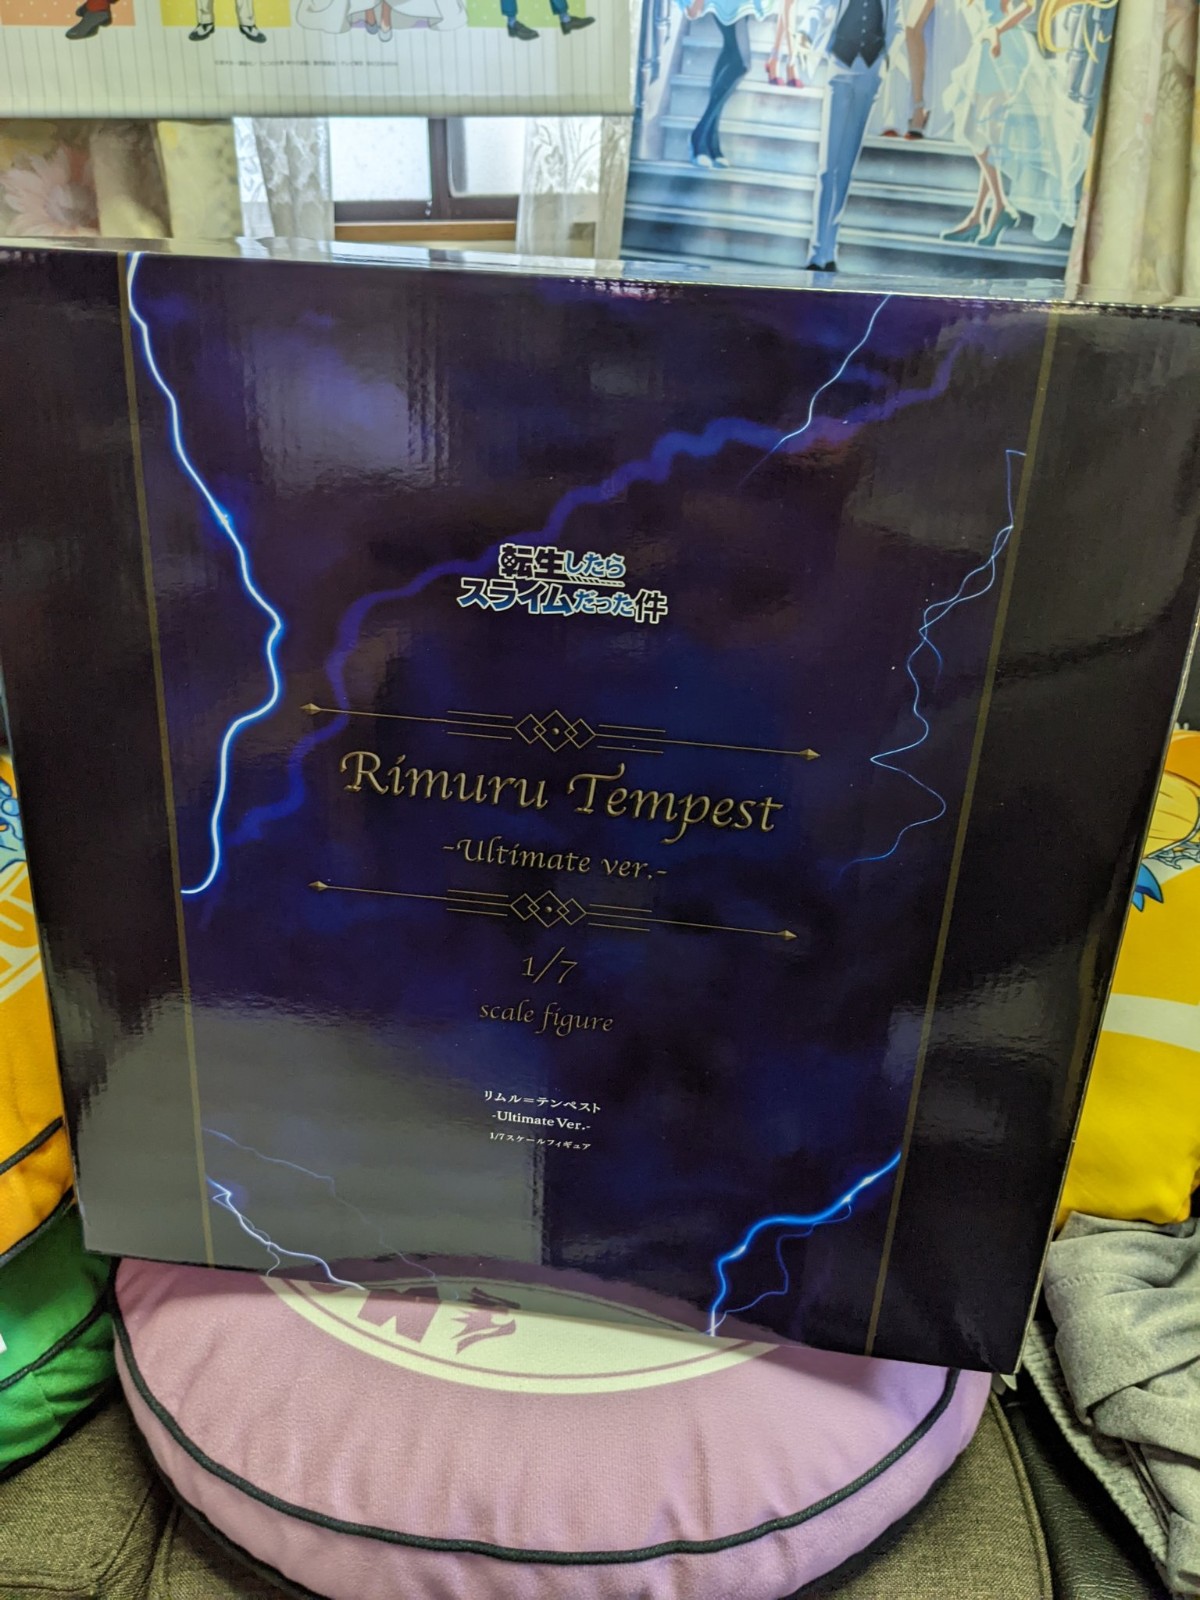 転生したら
スライムだった件
Rimuru Tempest
-Ultimate ver.-
1/7
scale figure
リムル=テンペスト
-Ultimate Ver.-
1/7スケールフィギュア